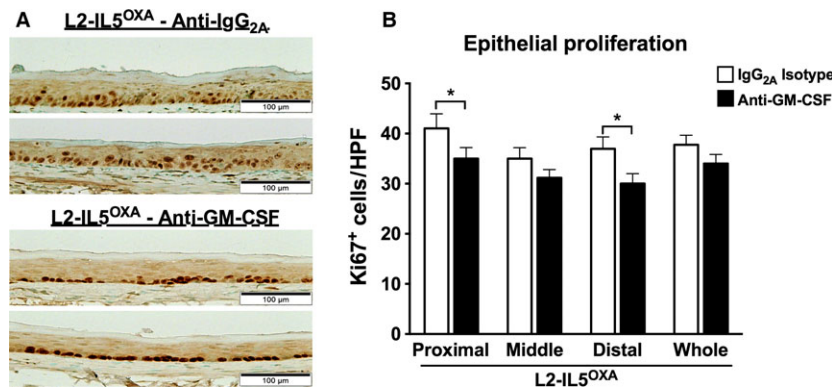 A
L2-IL5OXA - Anti-IgG2A.
100 µm
100 µm
L2-IL5OXA - Anti-GM-CSF
100 µm
100 µm
B
Epithelial proliferation
IgG2A Isotype
Anti-GM-CSF
Ki67+ cells/HPF
50
40
30
20
10
0
*
*
Proximal Middle Distal Whole
L2-IL5OXA